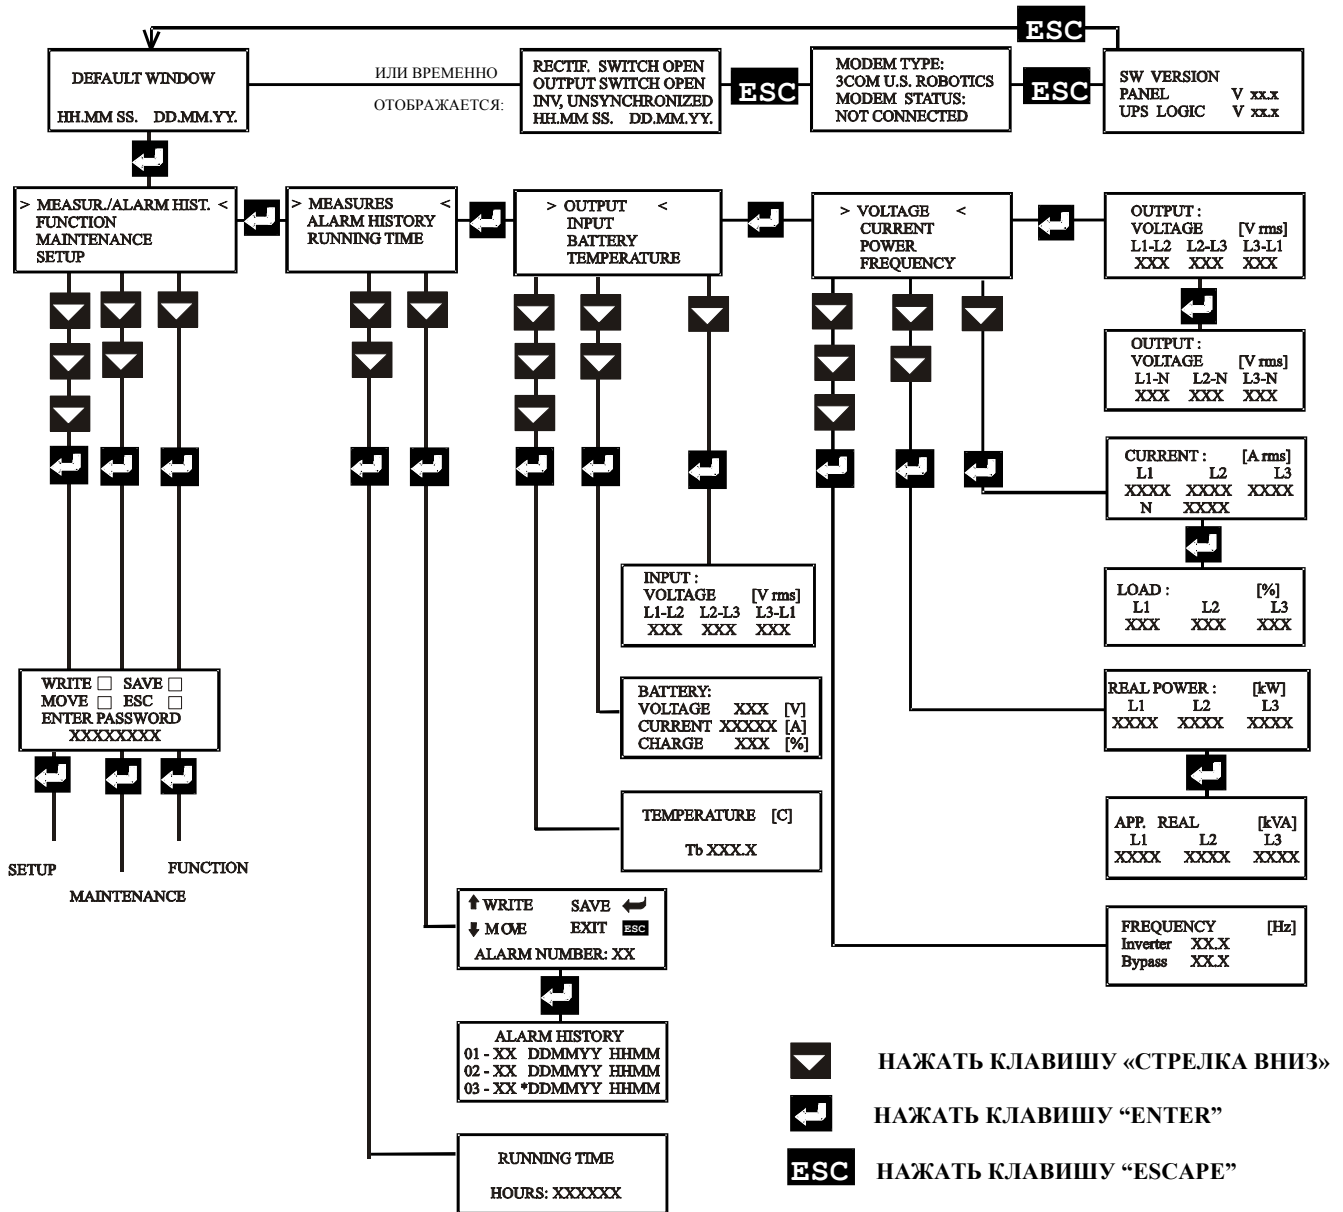 ESC
DEFAULT WINDOW
HH.MM SS. DD.MM.YY.
ИЛИ ВРЕМЕННО
ОТОБРАЖАЕТСЯ:
RECTIF. SWITCH OPEN
OUTPUT SWITCH OPEN
INV, UNSYNCHRONIZED
HH.MM SS. DD.MM.YY.
ESC
MODEM TYPE:
3COM U.S. ROBOTICS
MODEM STATUS:
NOT CONNECTED
ESC
SW VERSION
PANEL V xx.x
UPS LOGIC V xx.x
> MEASUR./ALARM HIST. <
FUNCTION
MAINTENANCE
SETUP
> MEASURES <
ALARM HISTORY
RUNNING TIME
> OUTPUT <
INPUT
BATTERY
TEMPERATURE
> VOLTAGE <
CURRENT
POWER
FREQUENCY
OUTPUT :
VOLTAGE [V rms]
L1-L2 L2-L3 L3-L1
XXX XXX XXX
OUTPUT :
VOLTAGE [V rms]
L1-N L2-N L3-N
XXX XXX XXX
CURRENT : [A rms]
L1 L2 L3
XXXX XXXX XXXX
N XXXX
LOAD : [%]
L1 L2 L3
XXX XXX XXX
INPUT :
VOLTAGE [V rms]
L1-L2 L2-L3 L3-L1
XXX XXX XXX
BATTERY:
VOLTAGE XXX [V]
CURRENT XXXXX [A]
CHARGE XXX [%]
TEMPERATURE [C]
Tb XXX.X
REAL POWER : [kW]
L1 L2 L3
XXXX XXXX XXXX
APP. REAL [kVA]
L1 L2 L3
XXXX XXXX XXXX
FREQUENCY [Hz]
Inverter XX.X
Bypass XX.X
WRITE □ SAVE □
MOVE □ ESC □
ENTER PASSWORD
XXXXXXXX
SETUP
MAINTENANCE
FUNCTION
WRITE SAVE
MOVE EXIT ESC
ALARM NUMBER: XX
ALARM HISTORY
01 - XX DDMMYY HHMM
02 - XX DDMMYY HHMM
03 - XX *DDMMYY HHMM
RUNNING TIME
HOURS: XXXXXX
НАЖАТЬ КЛАВИШУ «СТРЕЛКА ВНИЗ»
НАЖАТЬ КЛАВИШУ “ENTER”
ESC НАЖАТЬ КЛАВИШУ “ESCAPE”